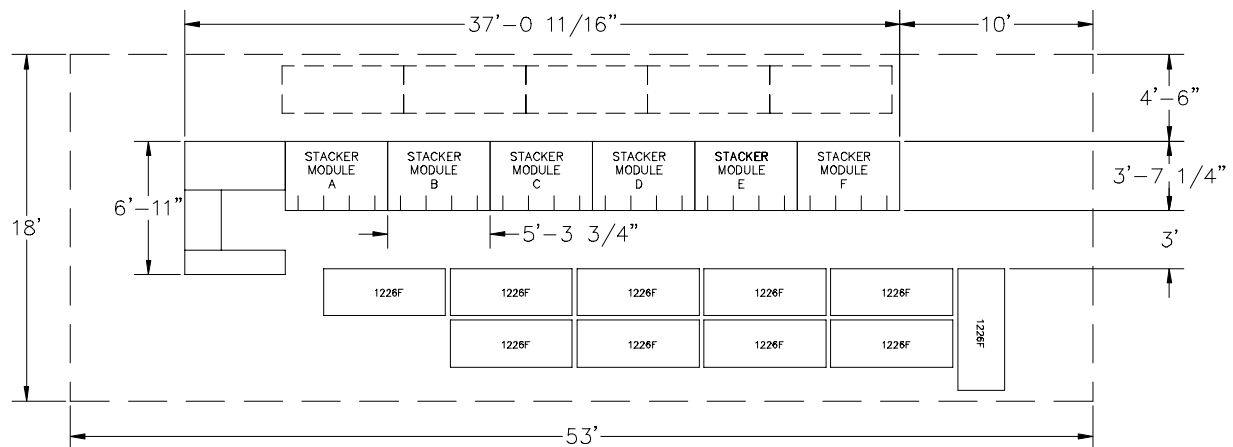 37'-0 11/16"
10'
4'-6"
STACKER
MODULE
A
STACKER
MODULE
B
STACKER
MODULE
C
STACKER
MODULE
D
STACKER
MODULE
E
STACKER
MODULE
F
3'-7 1/4"
6'-11"
18'
5'-3 3/4"
3'
1226F
1226F
1226F
1226F
1226F
1226F
1226F
1226F
1226F
1226F
53'